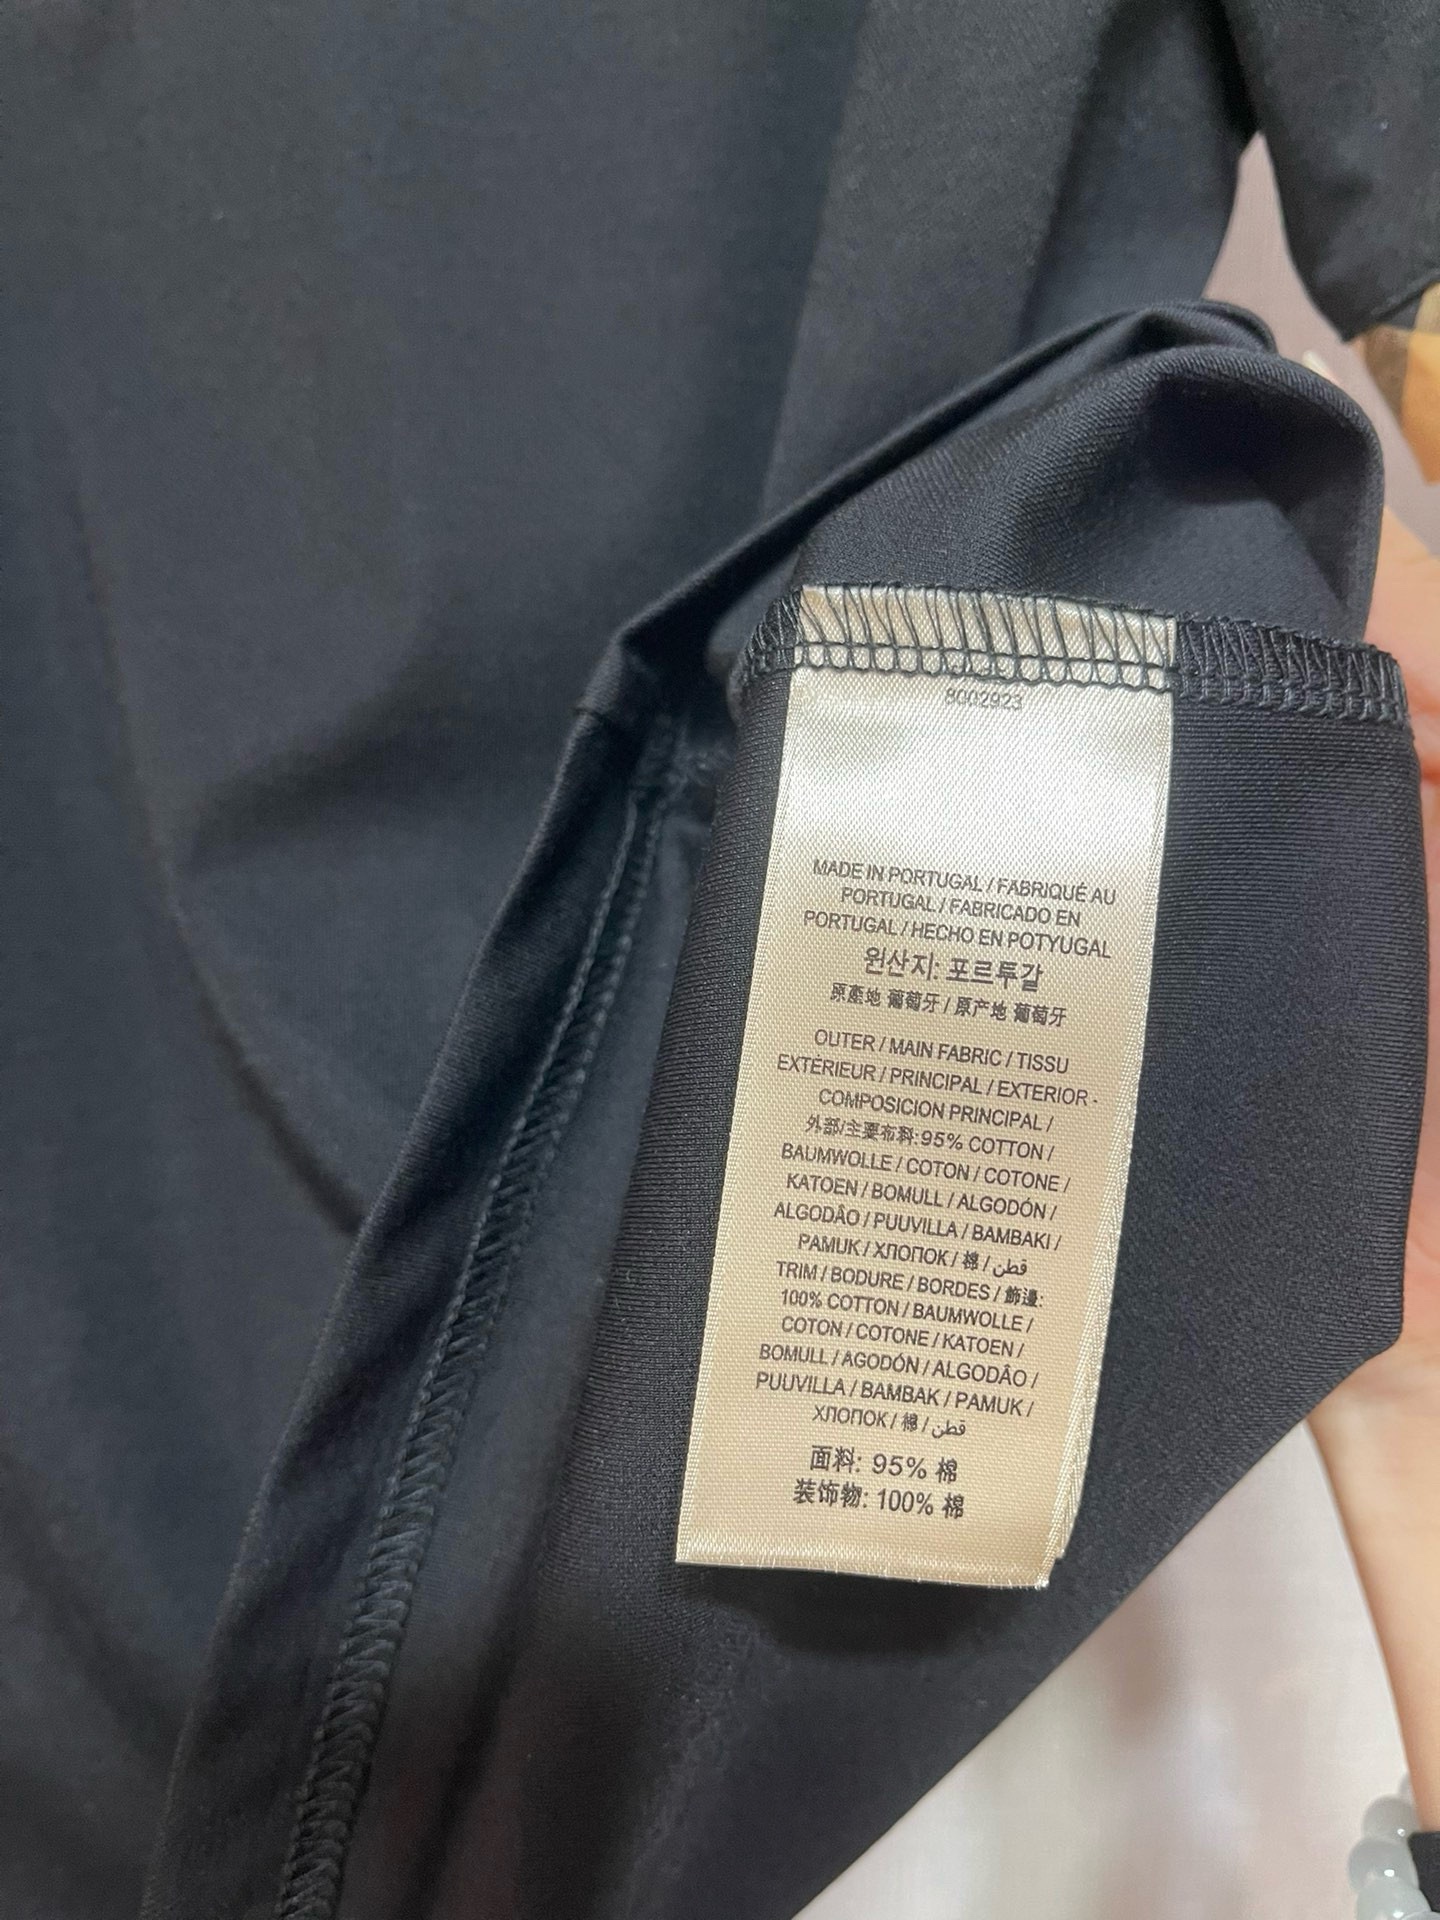 8002923
MADE IN PORTUGAL / FABRIQUÉ AU
PORTUGAL / FABRICADO EN
PORTUGAL / HECHO EN POTYUGAL
원산지: 포르투갈
原產地 葡萄牙 / 原产地 葡萄牙
OUTER / MAIN FABRIC / TISSU
EXTÉRIEUR / PRINCIPAL / EXTERIOR -
COMPOSICION PRINCIPAL /
外部/主要布料:95% COTTON /
BAUMWOLLE / COTON / COTONE /
KATOEN / BOMULL / ALGODÓN /
ALGODÂO / PUUVILLA / BAMBAKI /
PAMUK / ХЛОПОК / 棉 / قطن
TRIM / BODURE / BORDES / 飾邊:
100% COTTON / BAUMWOLLE /
COTON / COTONE / KATOEN /
BOMULL / AGODÓN / ALGODÂO /
PUUVILLA / BAMBAK / PAMUK /
ХЛОПОК / 棉 / قطن
面料: 95% 棉
装饰物: 100% 棉